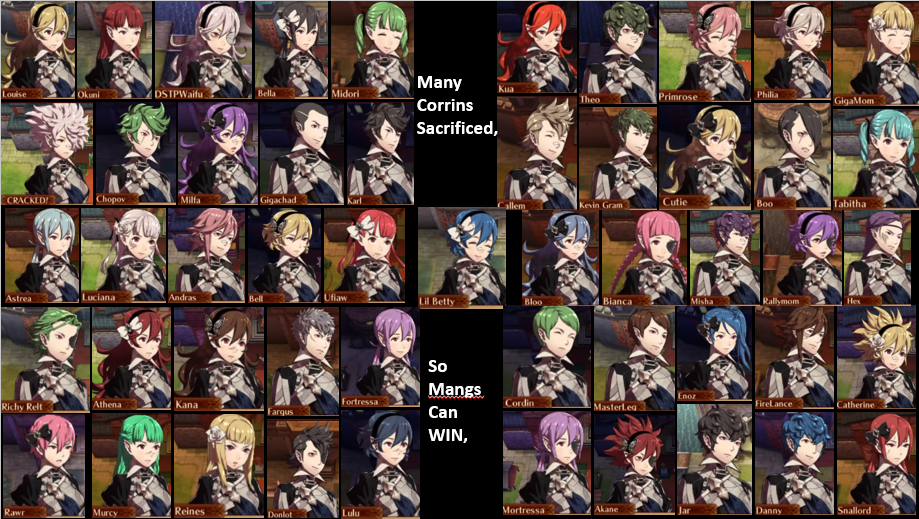 Louise
Okuni
DSTPWaifu
Bella
Midori
Many
Corrins
Sacrificed,
Kua
Theo
Primrose
Philia
GigaMom
CRACKED!
Chopov
Milfa
Gigachad
Karl
Callem
Kevin Gram
Cutie
Boo
Tabitha
Astrea
Luciana
Andras
Bell
Ufiaw
Lil Betty
Bloo
Bianca
Misha
Rallymom
Hex
Richy Relt
Athena
Kana
Fargus
Fortressa
So
Mangs
Can
WIN,
Cordin
MasterLeg
Enoz
FireLance
Catherine
Rawr
Murcy
Reines
Donlot
Lulu
Mortressa
Akane
Jar
Danny
Snallord